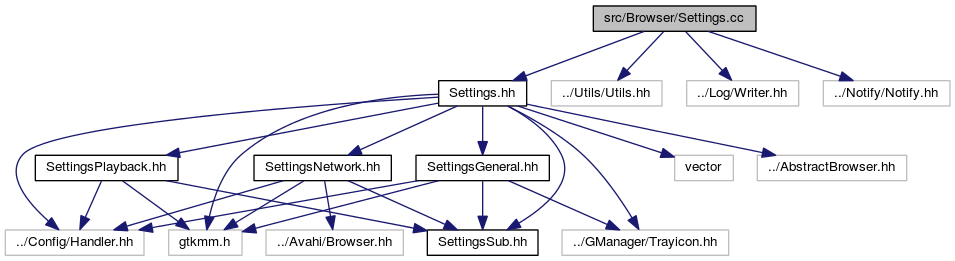 src/Browser/Settings.cc
Settings.hh
../Utils/Utils.hh
../Log/Writer.hh
../Notify/Notify.hh
SettingsPlayback.hh
SettingsNetwork.hh
SettingsGeneral.hh
vector
../AbstractBrowser.hh
../Config/Handler.hh
gtkmm.h
../Avahi/Browser.hh
SettingsSub.hh
../GManager/Trayicon.hh